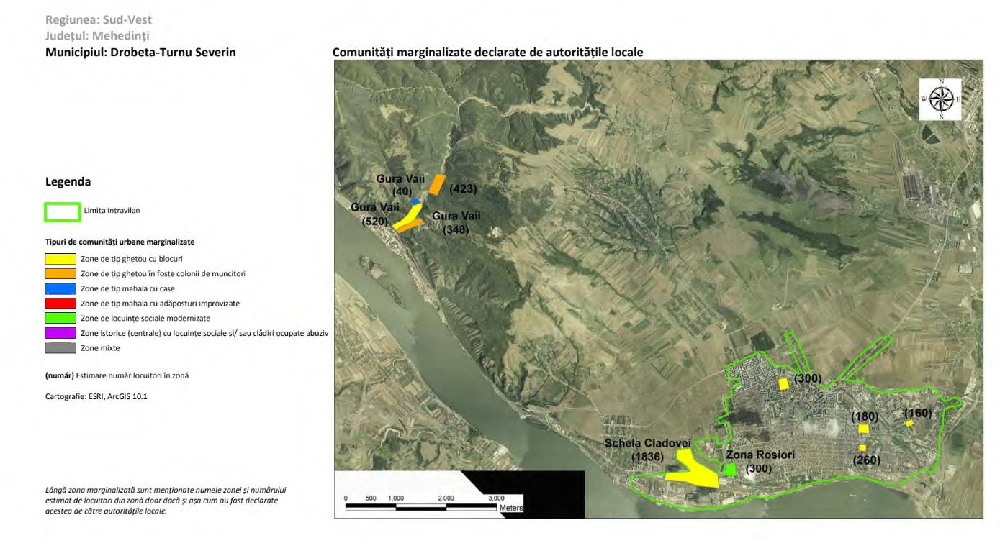 Regiunea: Sud-Vest
Județul: Mehedinți
Municipiul: Drobeta-Turnu Severin
Comunități marginalizate declarate de autoritățile locale
Legenda
Limita intravilan
Tipuri de comunități urbane marginalizate
Zone de tip ghetou cu blocuri
Zone de tip ghetou în foste colonii de muncitori
Zone de tip mahala cu case
Zone de tip mahala cu adăposturi improvizate
Zone de locuințe sociale modernizate
Zone istorice (centrale) cu locuințe sociale și/ sau clădiri ocupate abuziv
Zone mixte
(număr) Estimare număr locuitori în zonă
Cartografie: ESRI, ArcGIS 10.1
Lângă zona marginalizată sunt menționate numele zonei și numărului
estimat de locuitori din zonă doar dacă și așa cum au fost declarate
acestea de către autoritățile locale.
N
W E
S
Gura Vaii
(40)
(423)
Gura Vaii
(520)
Gura Vaii
(348)
(300)
(180)
(160)
(260)
Schela Cladovei
(1836)
Zona Rosiori
(300)
0 500 1,000 2,000 3,000
Meters